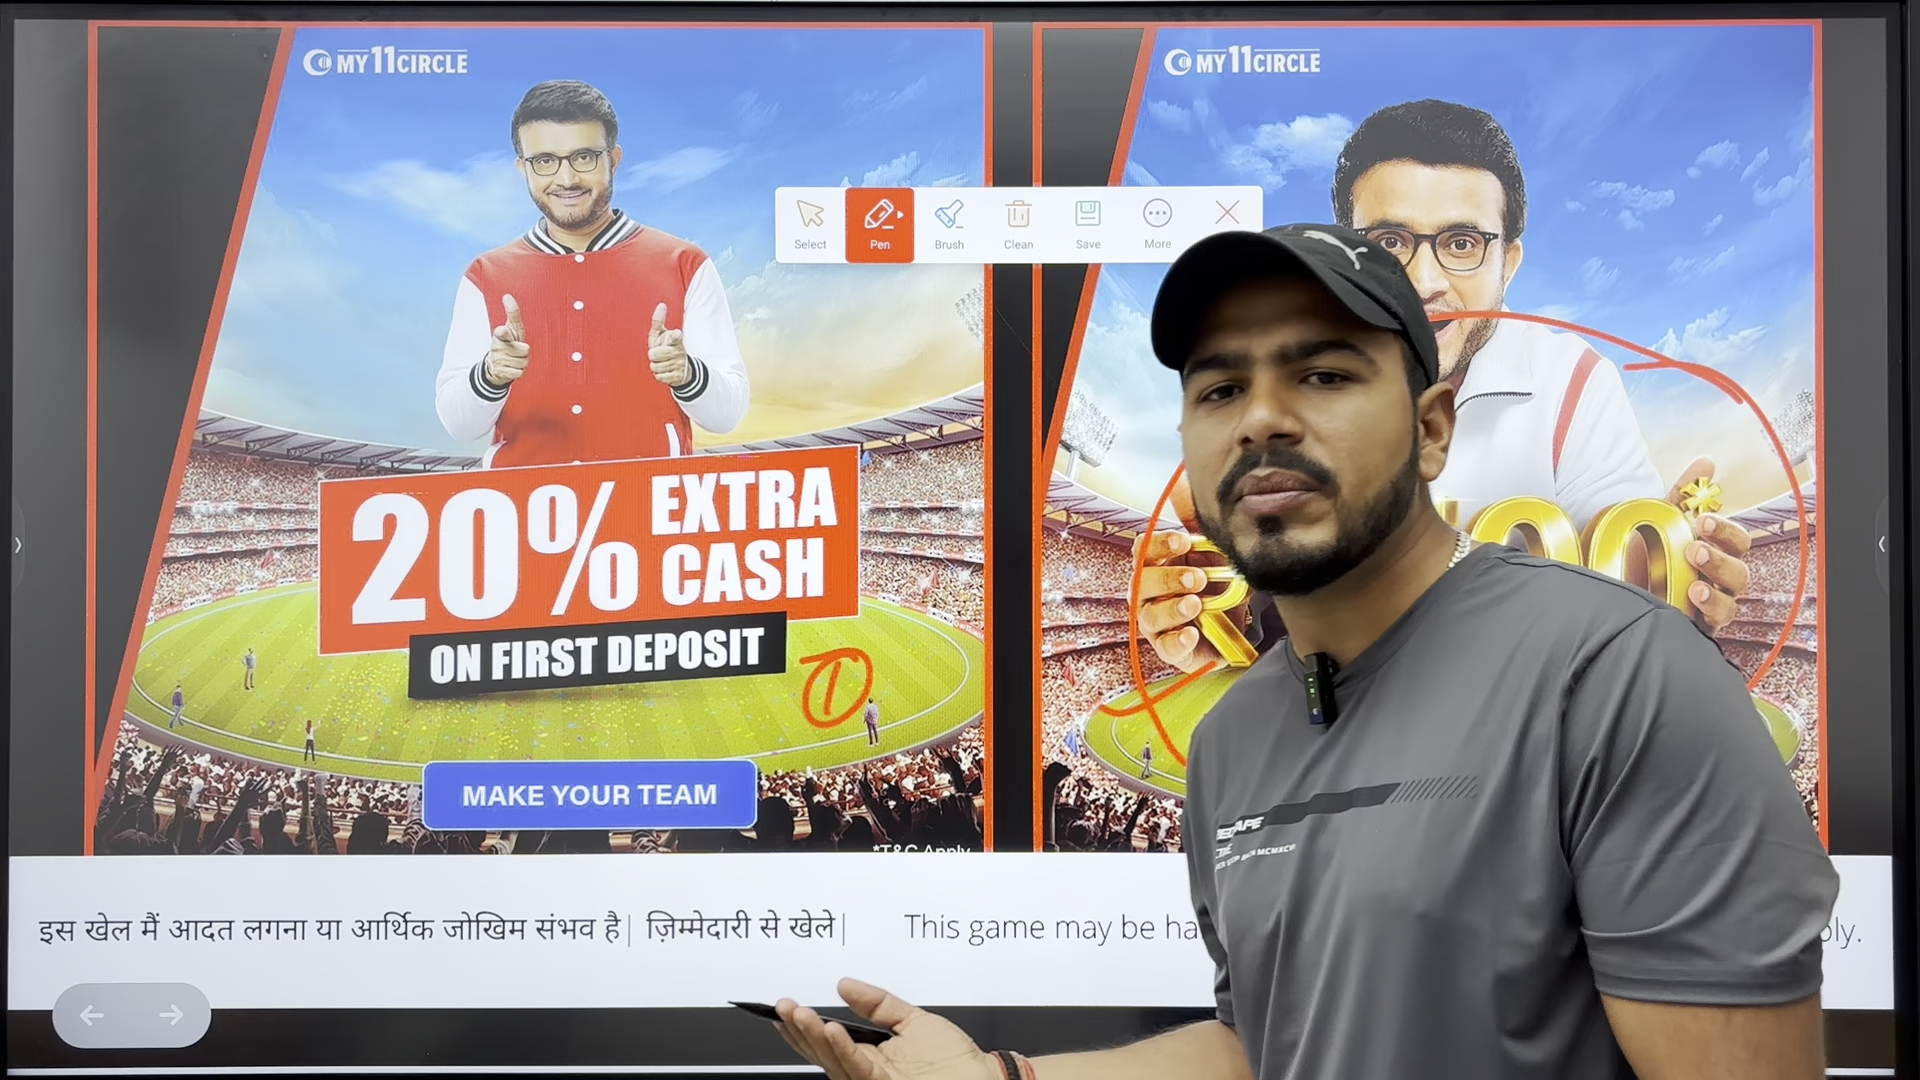 MY11CIRCLE
20% EXTRA CASH
ON FIRST DEPOSIT
MAKE YOUR TEAM
*T&C Apply
MY11CIRCLE
Select
Pen
Brush
Clean
Save
More
1
इस खेल मैं आदत लगना या आर्थिक जोखिम संभव है| ज़िम्मेदारी से खेले|
This game may be